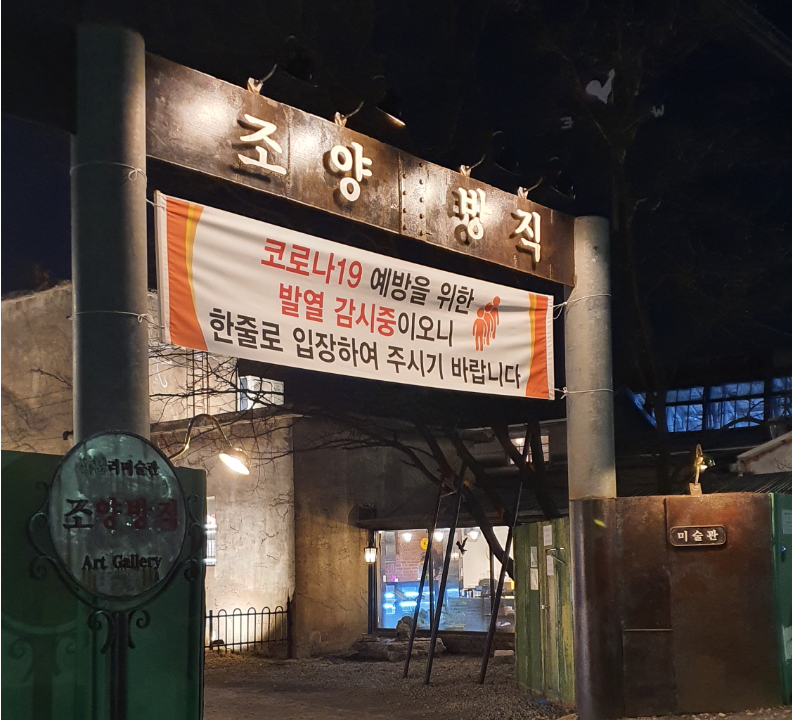 조양방직
코로나19 예방을 위한
발열 감시중이오니
한줄로 입장하여 주시기 바랍니다
조양방직
Art Gallery
미술관